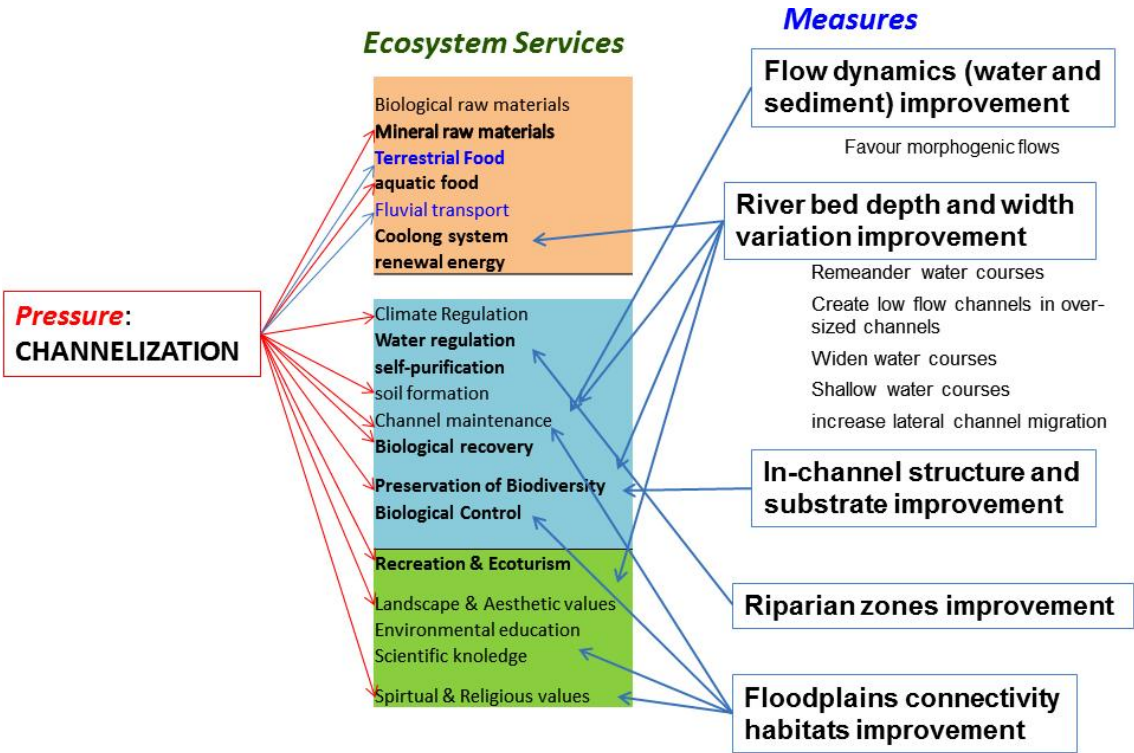 Ecosystem Services
Measures
Pressure:
CHANNELIZATION
Biological raw materials
Mineral raw materials
Terrestrial Food
aquatic food
Fluvial transport
Coolong system
renewal energy
Climate Regulation
Water regulation
self-purification
soil formation
Channel maintenance
Biological recovery
Preservation of Biodiversity
Biological Control
Recreation & Ecoturism
Landscape & Aesthetic values
Environmental education
Scientific knoledge
Spirtual & Religious values
Flow dynamics (water and
sediment) improvement
Favour morphogenic flows
River bed depth and width
variation improvement
Remeander water courses
Create low flow channels in over-
sized channels
Widen water courses
Shallow water courses
increase lateral channel migration
In-channel structure and
substrate improvement
Riparian zones improvement
Floodplains connectivity
habitats improvement